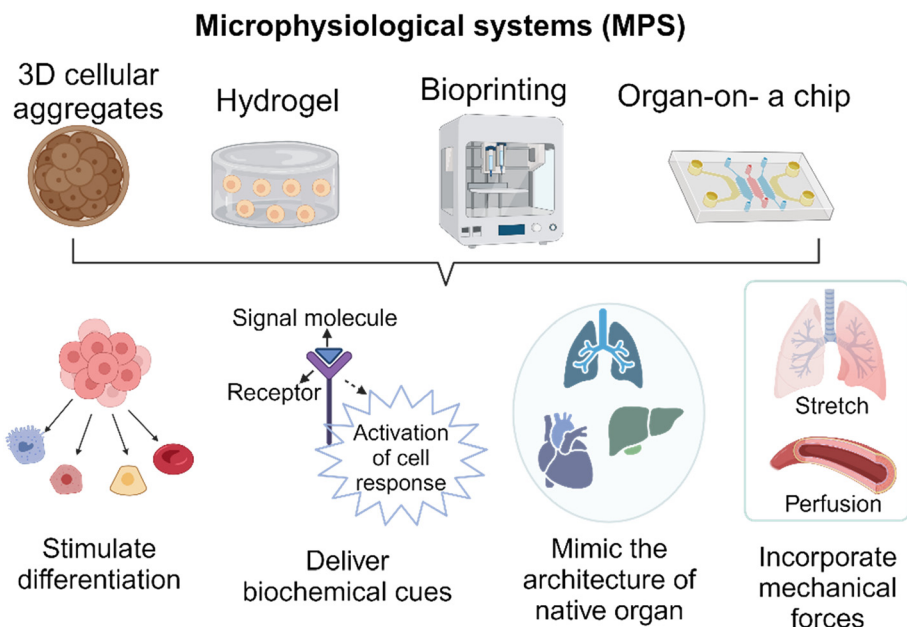 Microphysiological systems (MPS)
3D cellular
aggregates
Hydrogel
Bioprinting
Organ-on- a chip
Signal molecule
Receptor
Activation
of cell
response
Stretch
Perfusion
Stimulate
differentiation
Deliver
biochemical cues
Mimic the
architecture of
native organ
Incorporate
mechanical
forces